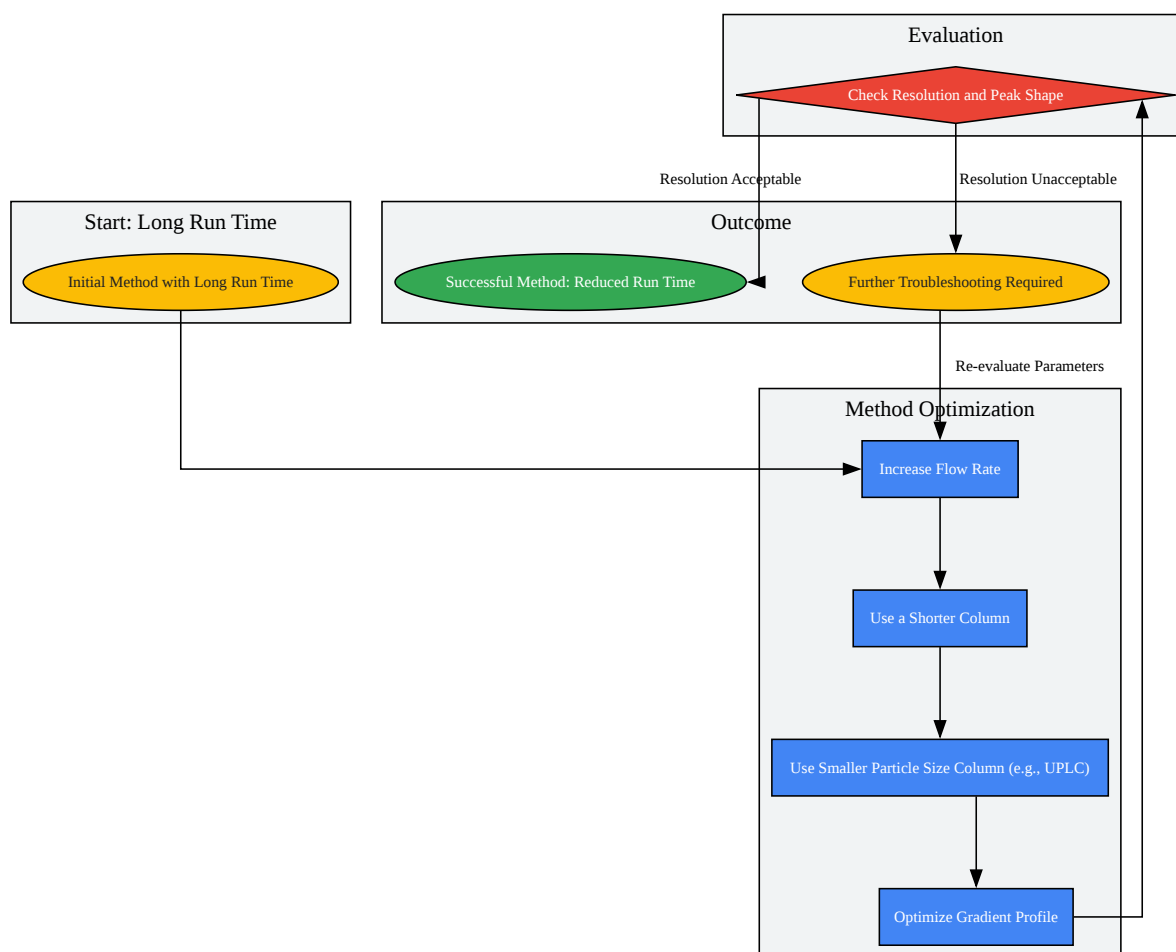 Evaluation
Check Resolution and Peak Shape
Resolution Acceptable
Resolution Unacceptable
Start: Long Run Time
Outcome
Initial Method with Long Run Time
Successful Method: Reduced Run Time
Further Troubleshooting Required
Re-evaluate Parameters
Method Optimization
Increase Flow Rate
Use a Shorter Column
Use Smaller Particle Size Column (e.g., UPLC)
Optimize Gradient Profile